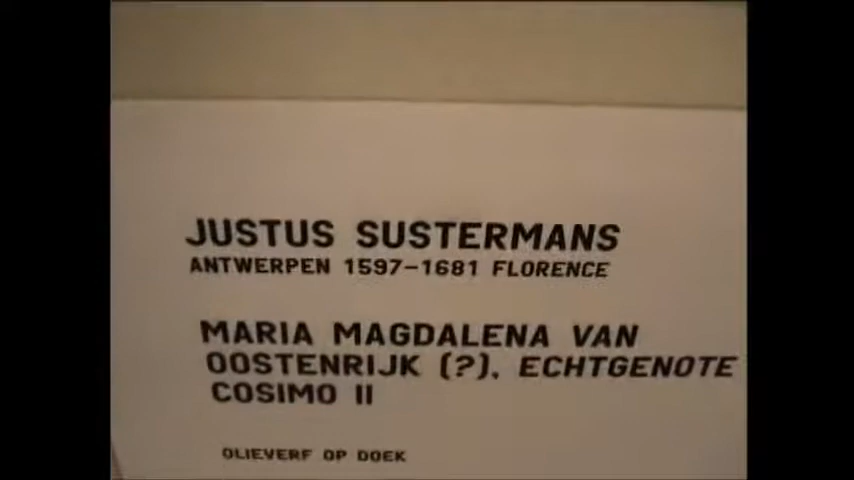 JUSTUS SUSTERMANS
ANTWERPEN 1597-1681 FLORENCE
MARIA MAGDALENA VAN
OOSTENRIJK (?), ECHTGENOTE
COSIMO II
OLIEVERF OP DOEK